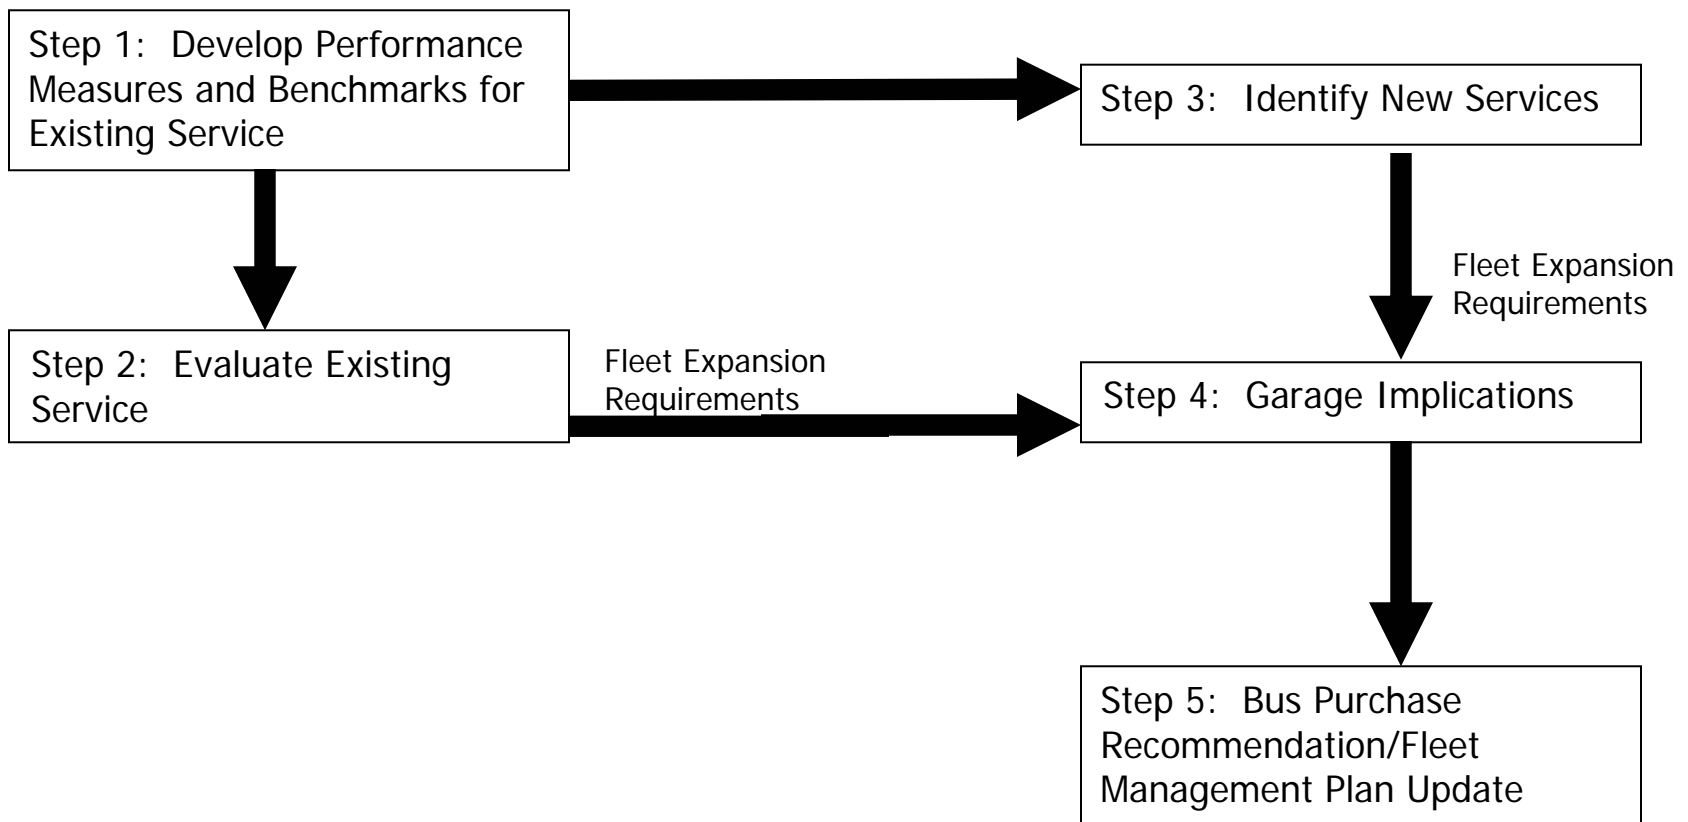 Step 1:  Develop Performance
Measures and Benchmarks for
Existing Service
Step 3:  Identify New Services
Fleet Expansion
Requirements
Step 2:  Evaluate Existing
Service
Fleet Expansion
Requirements
Step 4:  Garage Implications
Step 5:  Bus Purchase
Recommendation/Fleet
Management Plan Update